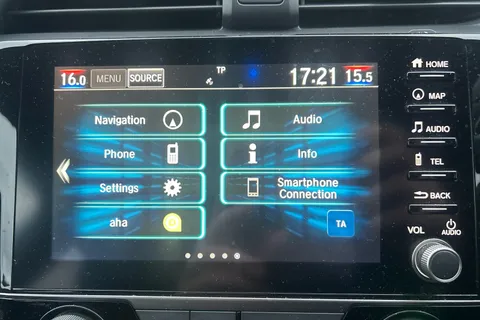 16.0 MENU SOURCE TP 17:21 15.5
Navigation
Audio
Phone
Info
Settings
Smartphone
Connection
aha
TA
HOME
MAP
AUDIO
TEL
BACK
VOL AUDIO